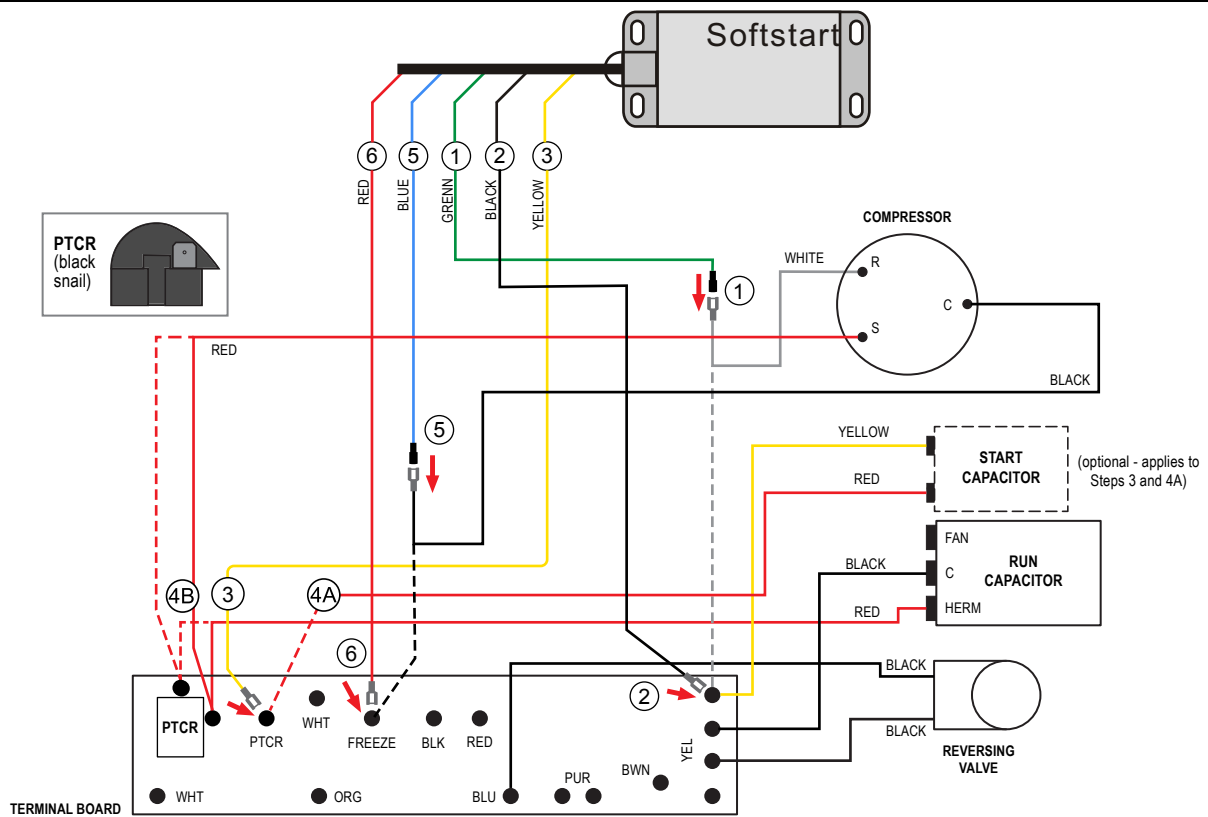 Softstart
6
5
1
2
3
RED
BLUE
GRENN
BLACK
YELLOW
PTCR
(black
snail)
COMPRESSOR
WHITE
R
1
C
S
RED
BLACK
5
YELLOW
START
CAPACITOR
(optional - applies to
Steps 3 and 4A)
RED
FAN
BLACK
C
RUN
CAPACITOR
4B
3
4A
RED
HERM
6
BLACK
2
PTCR
WHT
PTCR
FREEZE
BLK
RED
YEL
BLACK
REVERSING
VALVE
BWN
PUR
WHT
ORG
BLU
TERMINAL BOARD